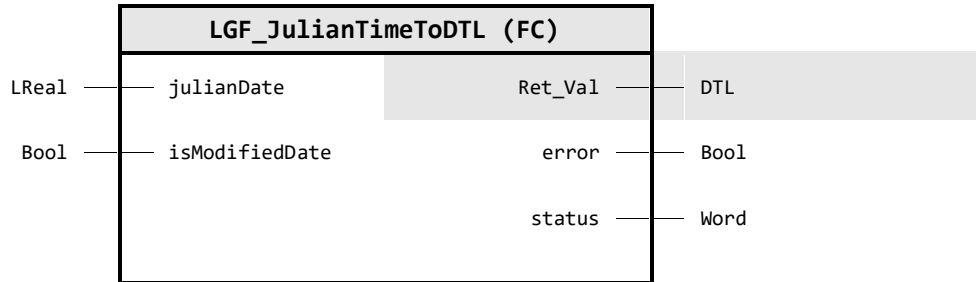 LGF_JulianTimeToDTL (FC)
LReal julianDate Ret_Val DTL
Bool isModifiedDate error Bool
status Word